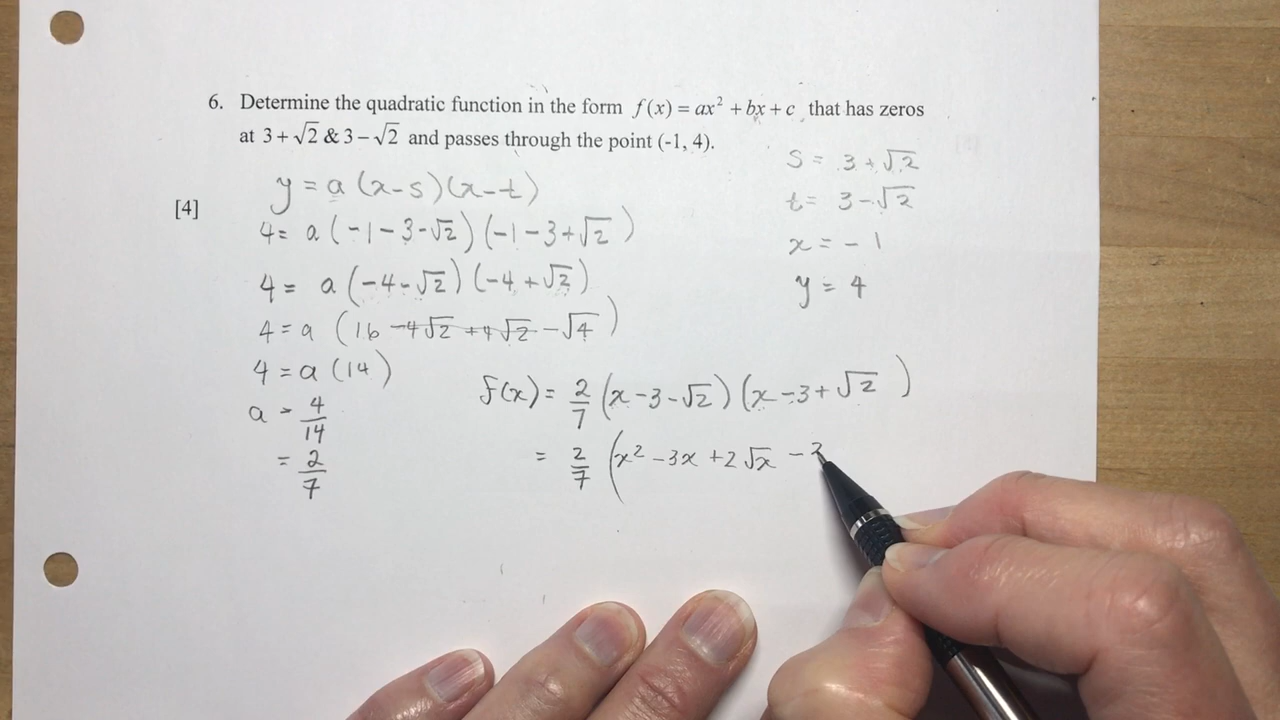 6. Determine the quadratic function in the form f(x) = ax² + bx + c that has zeros
at 3 + √2 & 3 − √2 and passes through the point (-1, 4).
[4]
y = a (x − s)(x − t)
4 = a (−1 − 3 − √2) (−1 − 3 + √2)
4 = a (−4 − √2) (−4 + √2)
4 = a (16 − 4√2 + 4√2 − √4)
4 = a (14)
a = 4/14
= 2/7
s = 3 + √2
t = 3 − √2
x = − 1
y = 4
f(x) = 2/7 (x − 3 − √2) (x − 3 + √2)
= 2/7 (x² − 3x + 2√x − 3